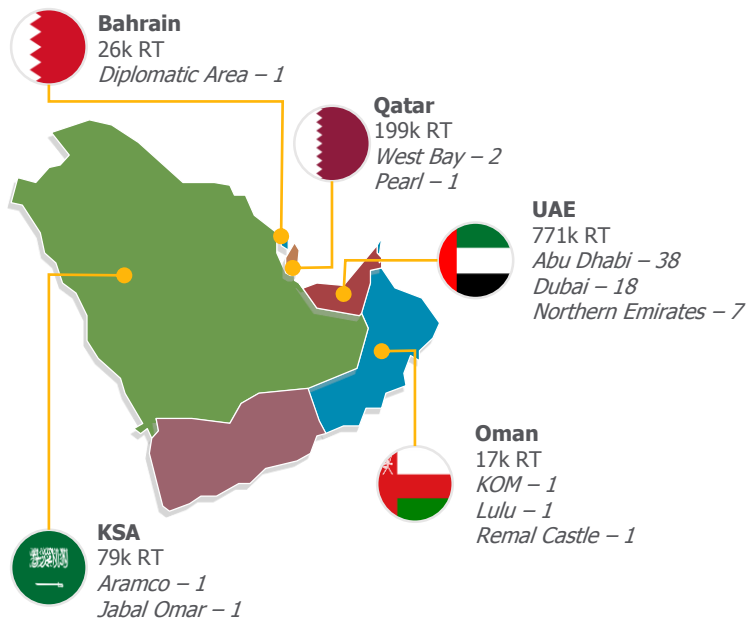 Bahrain
26k RT
Diplomatic Area – 1
Qatar
199k RT
West Bay – 2
Pearl – 1
UAE
771k RT
Abu Dhabi – 38
Dubai – 18
Northern Emirates – 7
Oman
17k RT
KOM – 1
Lulu – 1
Remal Castle – 1
KSA
79k RT
Aramco – 1
Jabal Omar – 1